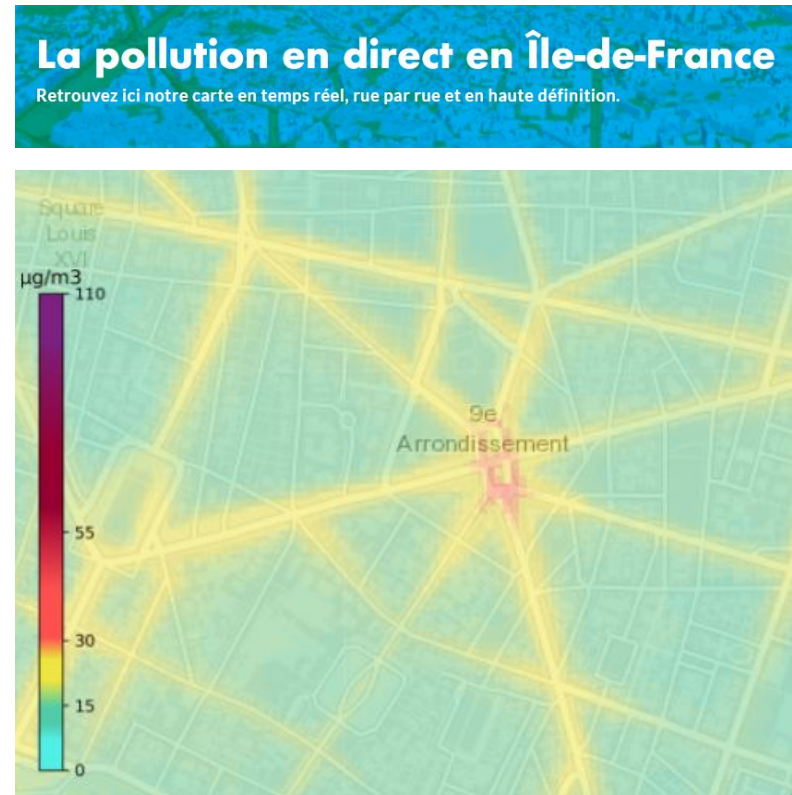 La pollution en direct en Île-de-France
Retrouvez ici notre carte en temps réel, rue par rue et en haute définition.
Square
Louis
XVI
µg/m3
110
55
30
15
0
9e
Arrondissement